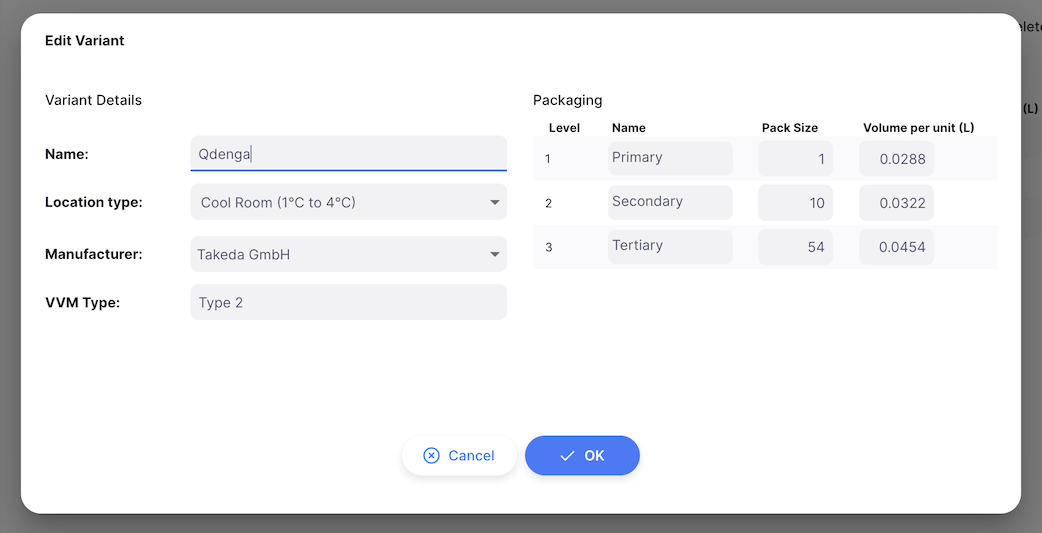 Edit Variant
Variant Details
Name: Qdenga
Location type: Cool Room (1°C to 4°C)
Manufacturer: Takeda GmbH
VVM Type: Type 2
Packaging
Level Name Pack Size Volume per unit (L)
1 Primary 1 0.0288
2 Secondary 10 0.0322
3 Tertiary 54 0.0454
Cancel OK
(L)